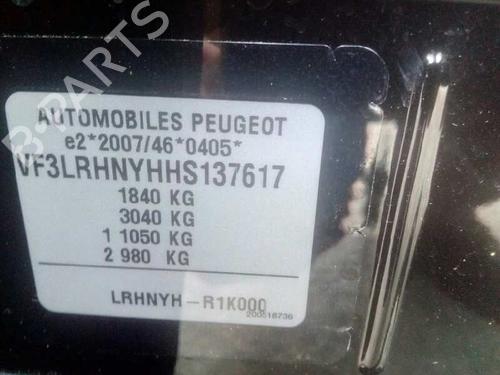 AUTOMOBILES PEUGEOT
e2*2007/46*0405*
VF3LRHNYHHS137617
1840 KG
3040 KG
1 1050 KG
2 980 KG
LRHNYH - R1K000